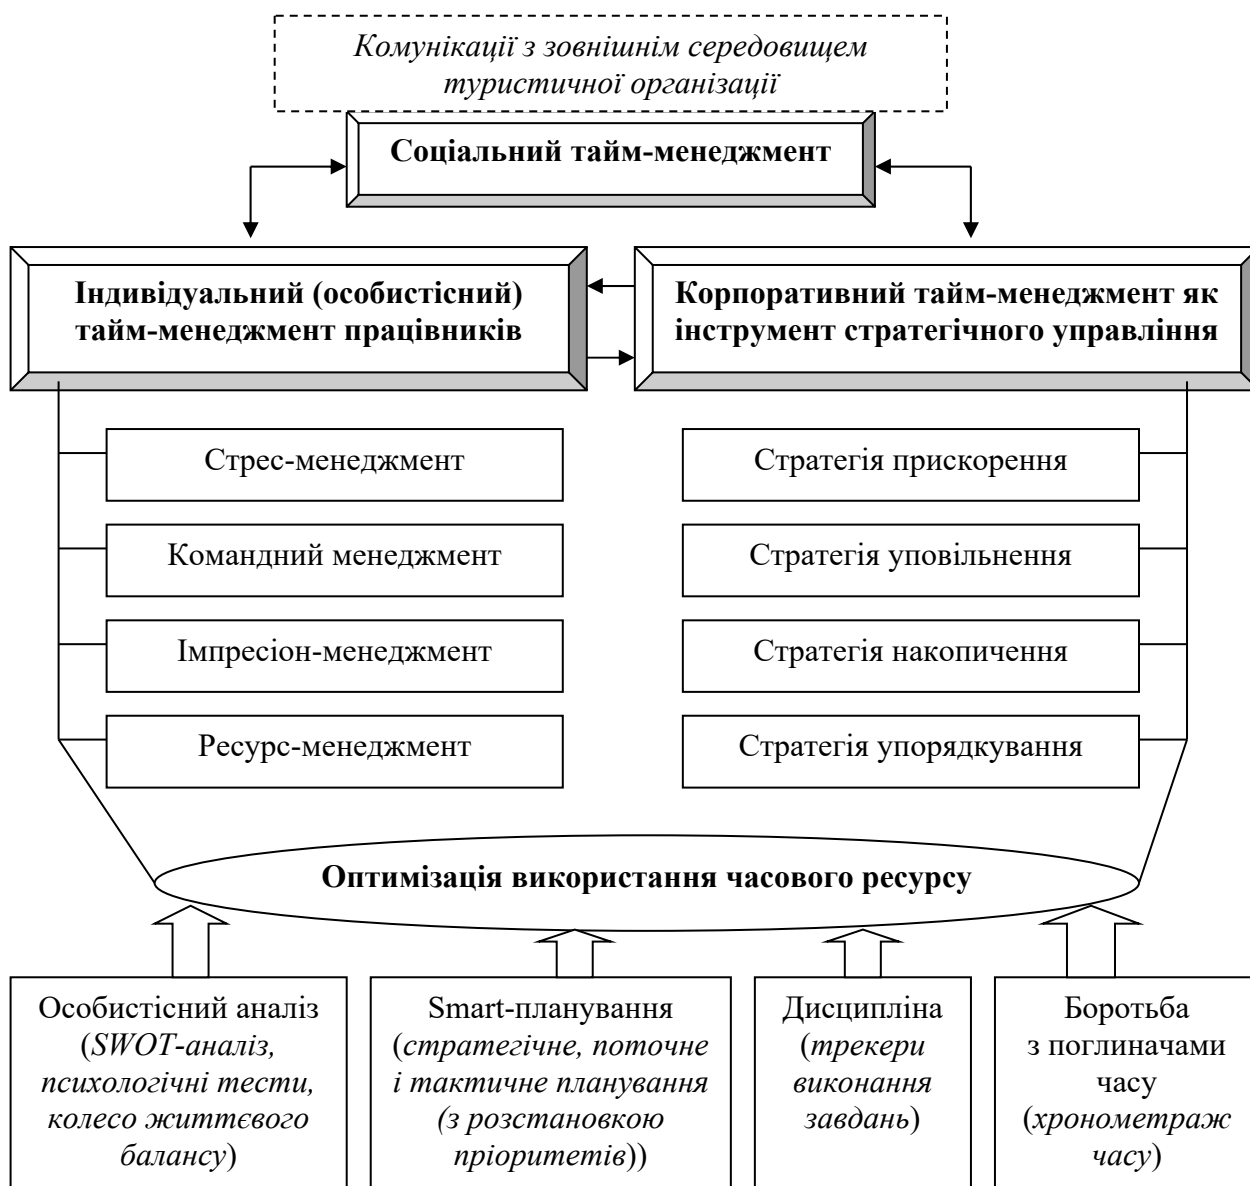 Комунікації з зовнішнім середовищем
туристичної організації
Соціальний тайм-менеджмент
Індивідуальний (особистісний)
тайм-менеджмент працівників
Корпоративний тайм-менеджмент як
інструмент стратегічного управління
Стрес-менеджмент
Командний менеджмент
Імпресіон-менеджмент
Ресурс-менеджмент
Стратегія прискорення
Стратегія уповільнення
Стратегія накопичення
Стратегія упорядкування
Оптимізація використання часового ресурсу
Особистісний аналіз
(SWOT-аналіз,
психологічні тести,
колесо життєвого
балансу)
Smart-планування
(стратегічне, поточне
і тактичне планування
(з розстановкою
пріоритетів))
Дисципліна
(трекери
виконання
завдань)
Боротьба
з поглиначами
часу
(хронометраж
часу)